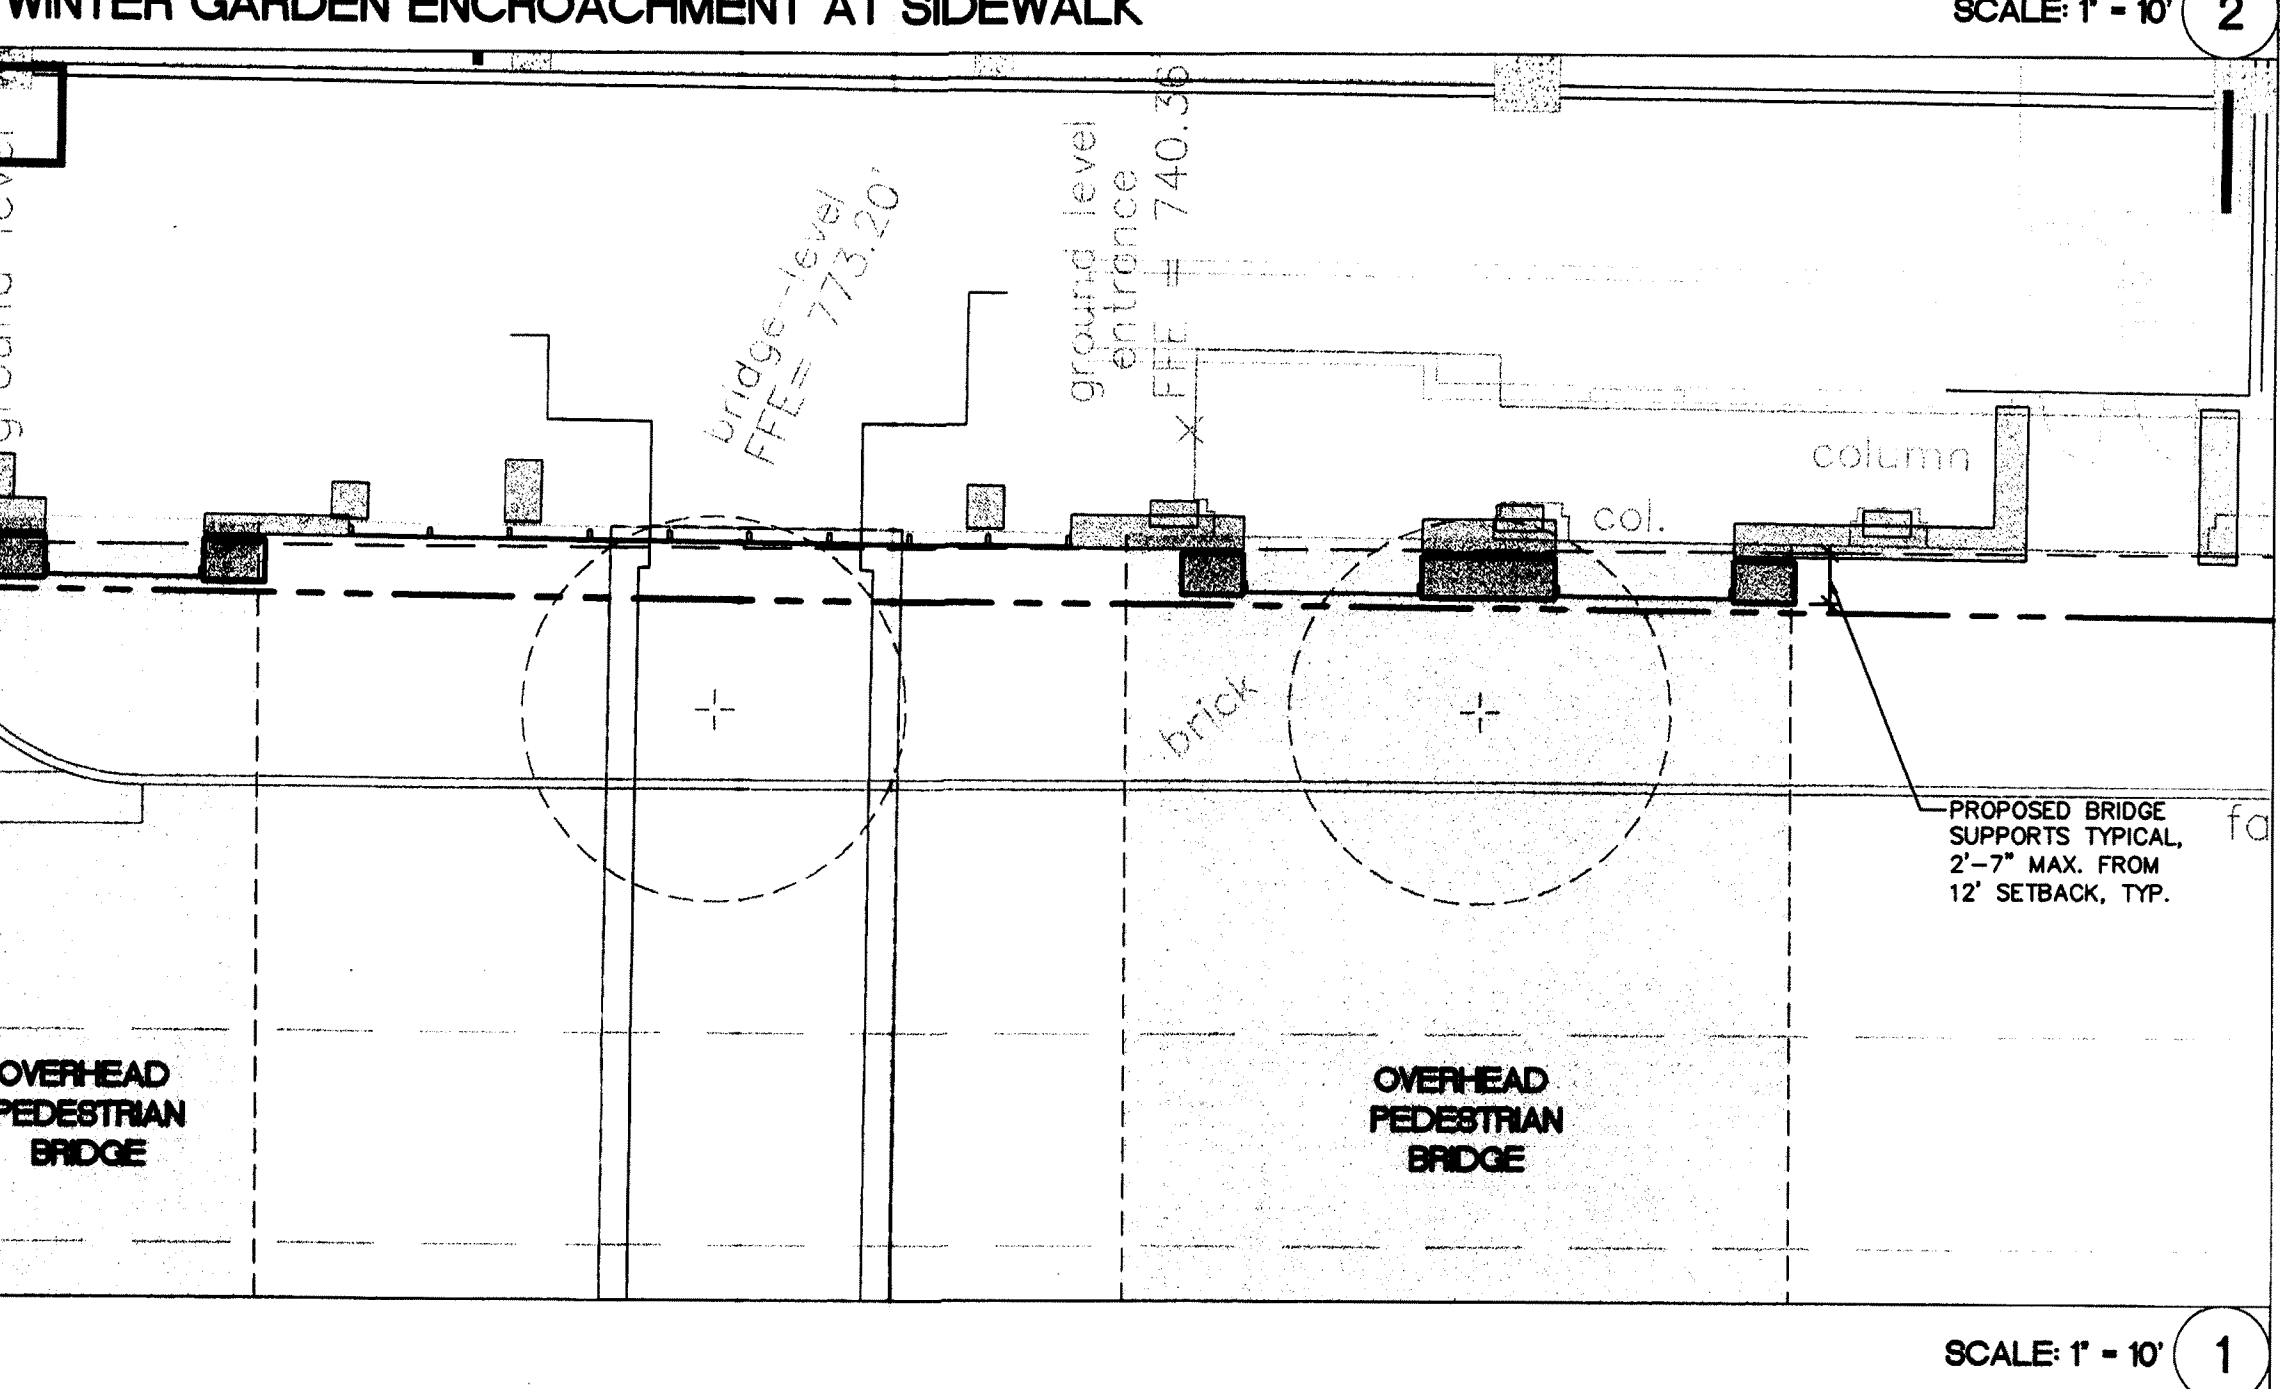 WINTER GARDEN ENCROACHMENT AT SIDEWALK
SCALE: 1" = 10'
2
ground level
bridge-level
FFE= 773.20'
ground level
entrance
FFE = 740.36
X
column
col.
brick
PROPOSED BRIDGE
SUPPORTS TYPICAL,
2'-7" MAX. FROM
12' SETBACK, TYP.
OVERHEAD
PEDESTRIAN
BRIDGE
OVERHEAD
PEDESTRIAN
BRIDGE
SCALE: 1" = 10'
1